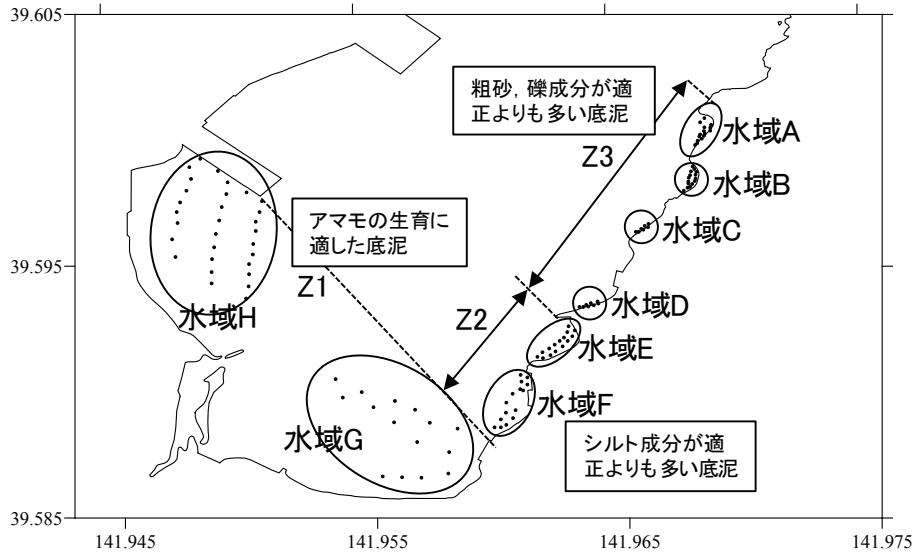 39.605
粗砂，礫成分が適
正よりも多い底泥
水域A
Z3
水域B
アマモの生育に
適した底泥
水域C
39.595
Z1
水域H
Z2
水域D
水域E
水域F
水域G
シルト成分が適
正よりも多い底泥
39.585
141.945
141.955
141.965
141.975